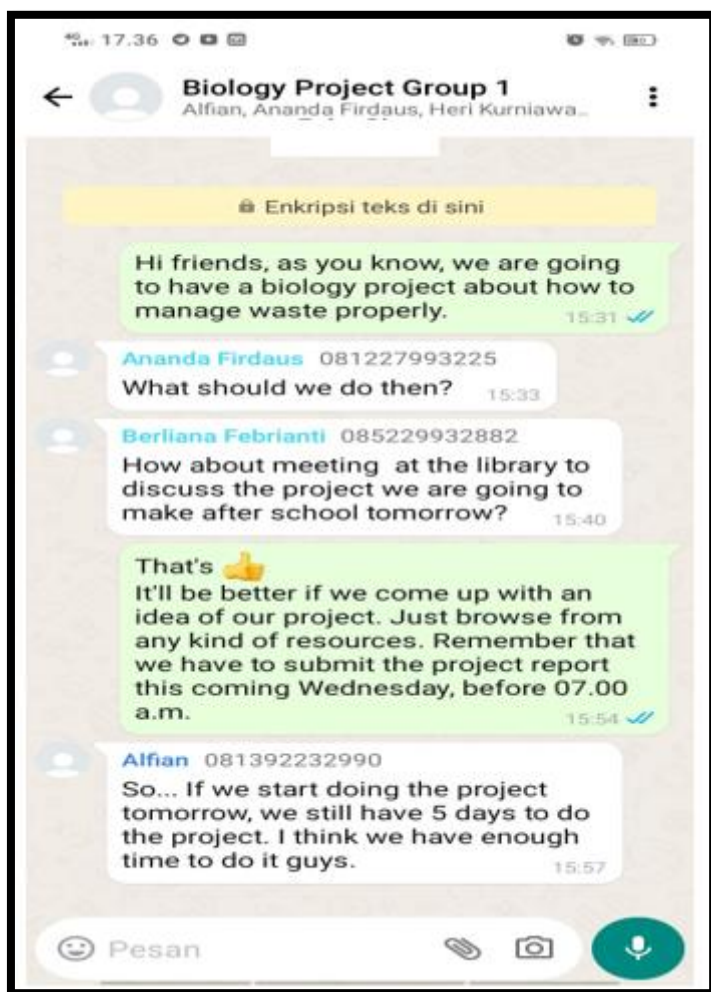 17.36
Biology Project Group 1
Alfian, Ananda Firdaus, Heri Kurniawa...
Enkripsi teks di sini
Hi friends, as you know, we are going
to have a biology project about how to
manage waste properly.
15:31
Ananda Firdaus 081227993225
What should we do then?
15:33
Berliana Febrianti 085229932882
How about meeting at the library to
discuss the project we are going to
make after school tomorrow?
15:40
That's 👍
It'll be better if we come up with an
idea of our project. Just browse from
any kind of resources. Remember that
we have to submit the project report
this coming Wednesday, before 07.00
a.m.
15:54
Alfian 081392232990
So... If we start doing the project
tomorrow, we still have 5 days to do
the project. I think we have enough
time to do it guys.
15:57
Pesan